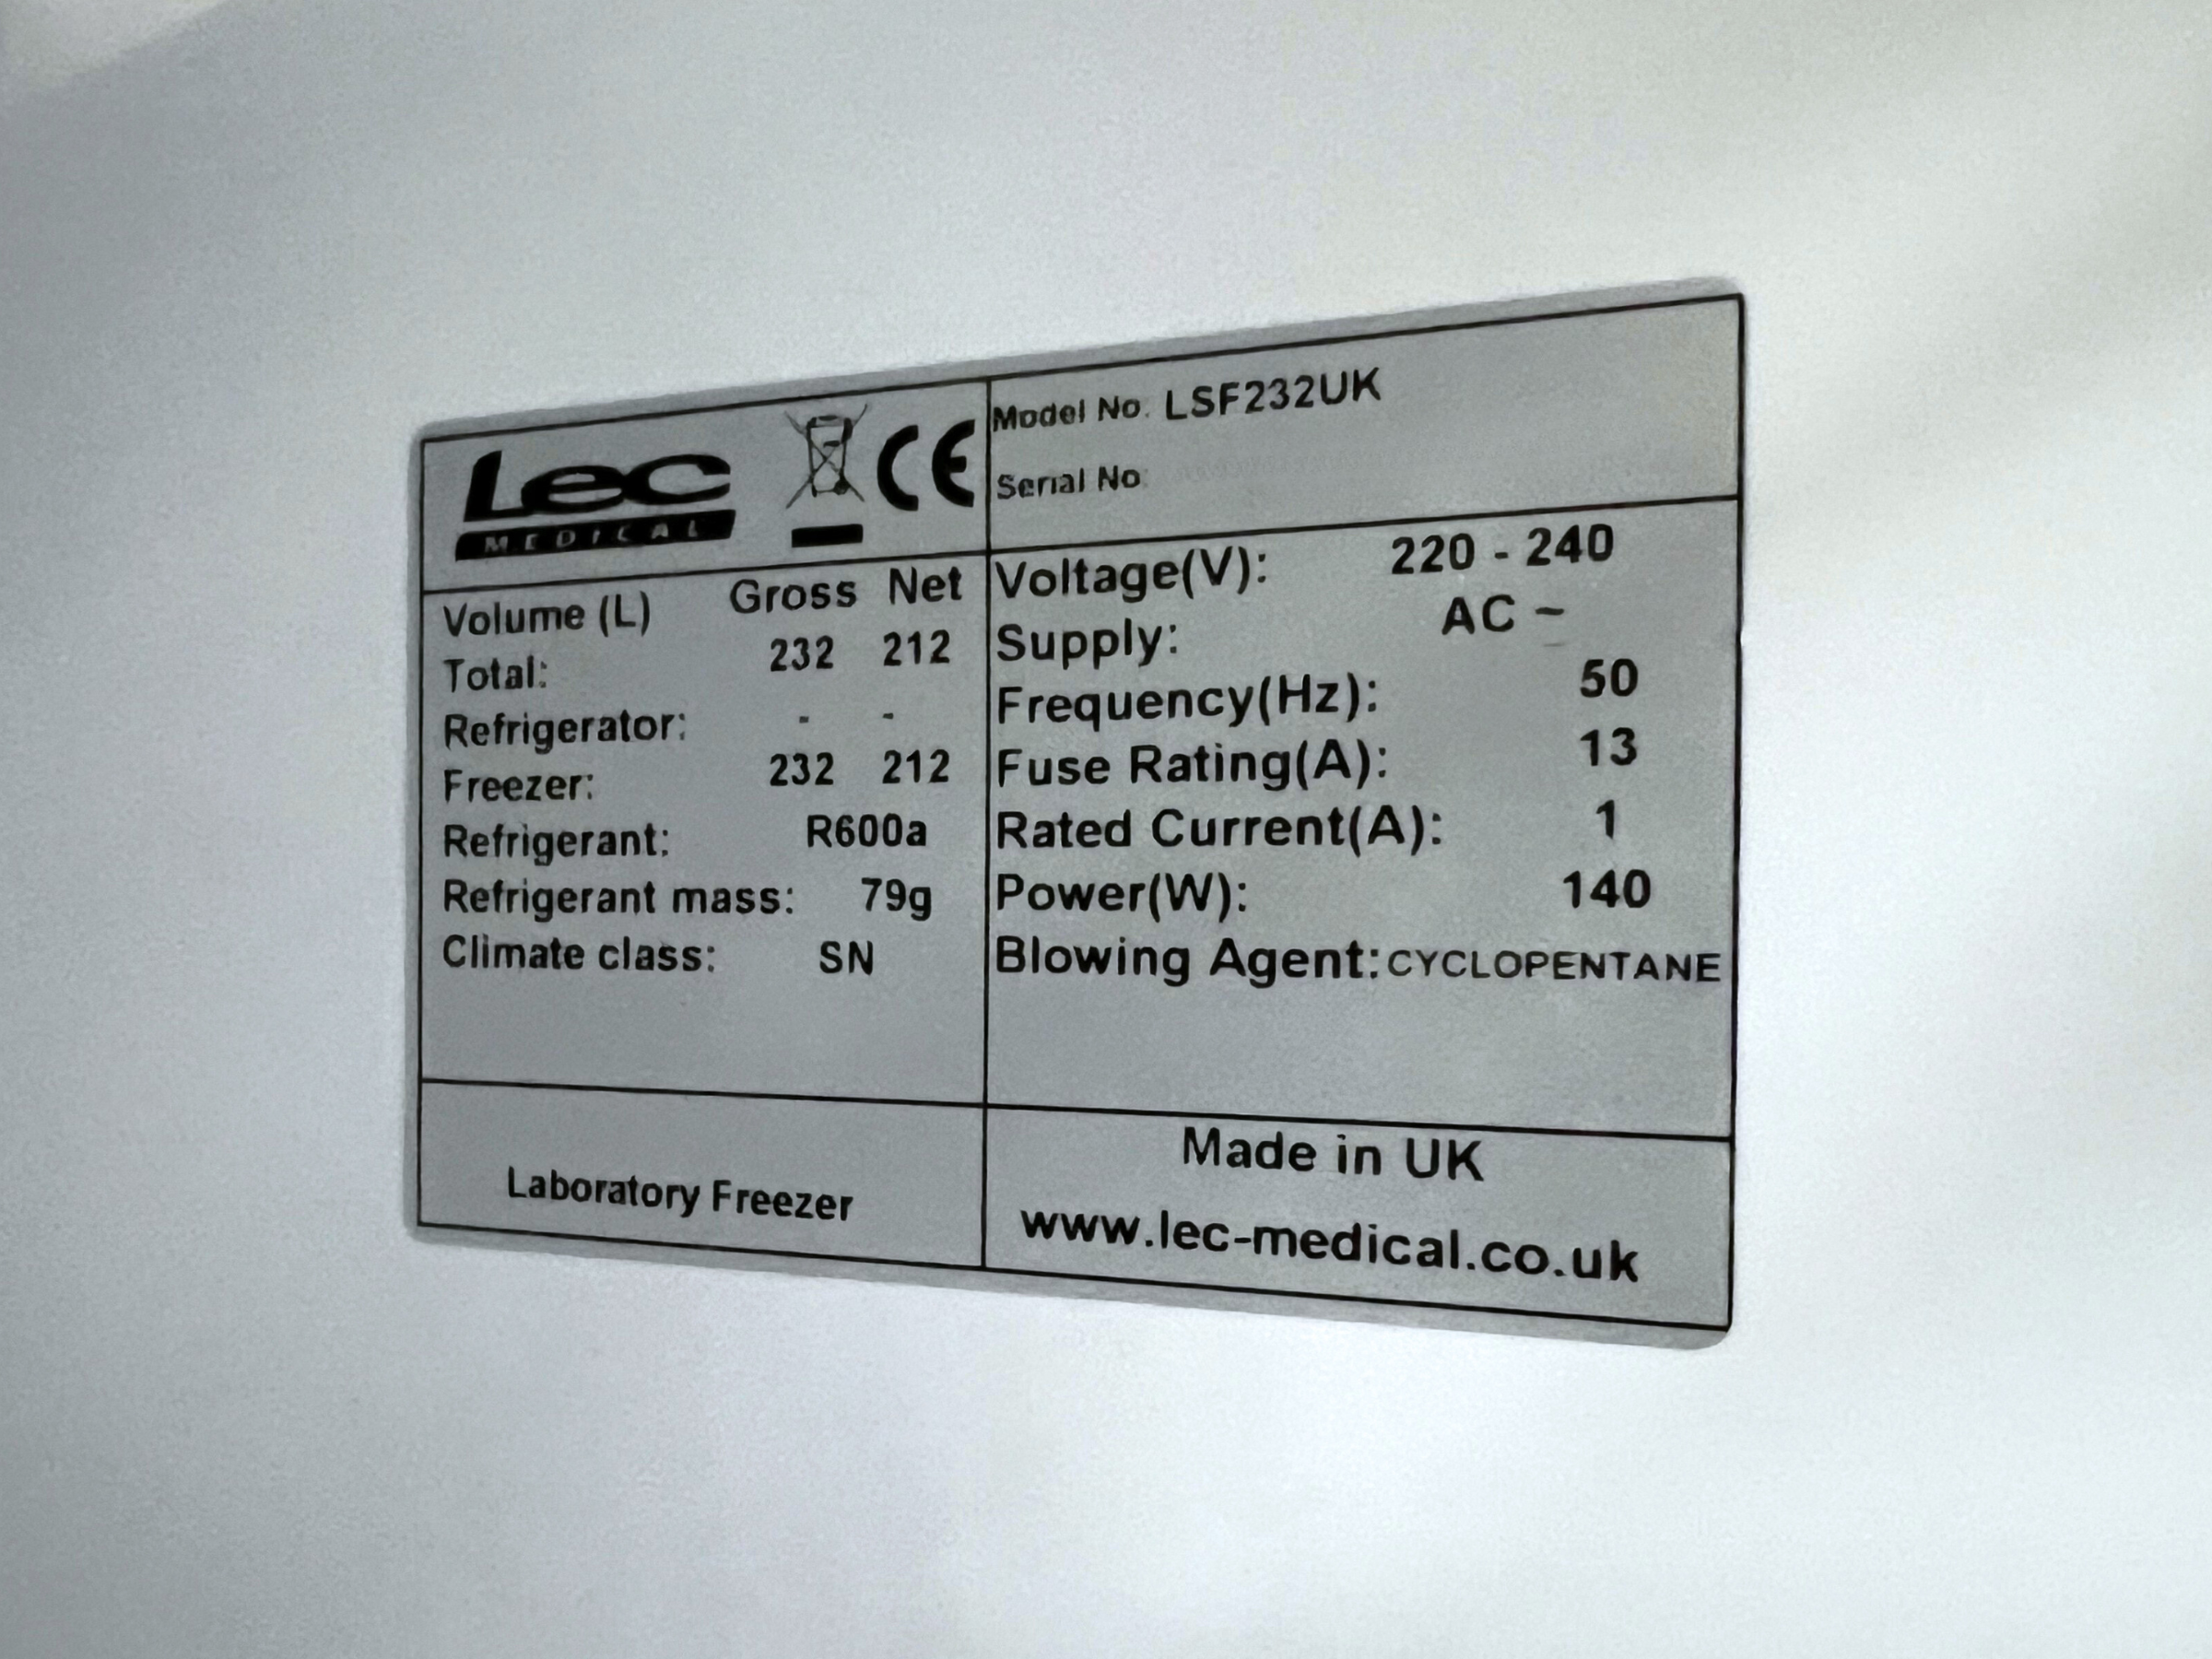 Lec
MEDICAL
CE
Model No. LSF232UK
Serial No.
Volume (L) Gross Net
Total: 232 212
Refrigerator: - -
Freezer: 232 212
Refrigerant: R600a
Refrigerant mass: 79g
Climate class: SN
Voltage(V): 220 - 240
Supply: AC ~
Frequency(Hz): 50
Fuse Rating(A): 13
Rated Current(A): 1
Power(W): 140
Blowing Agent: CYCLOPENTANE
Laboratory Freezer
Made in UK
www.lec-medical.co.uk